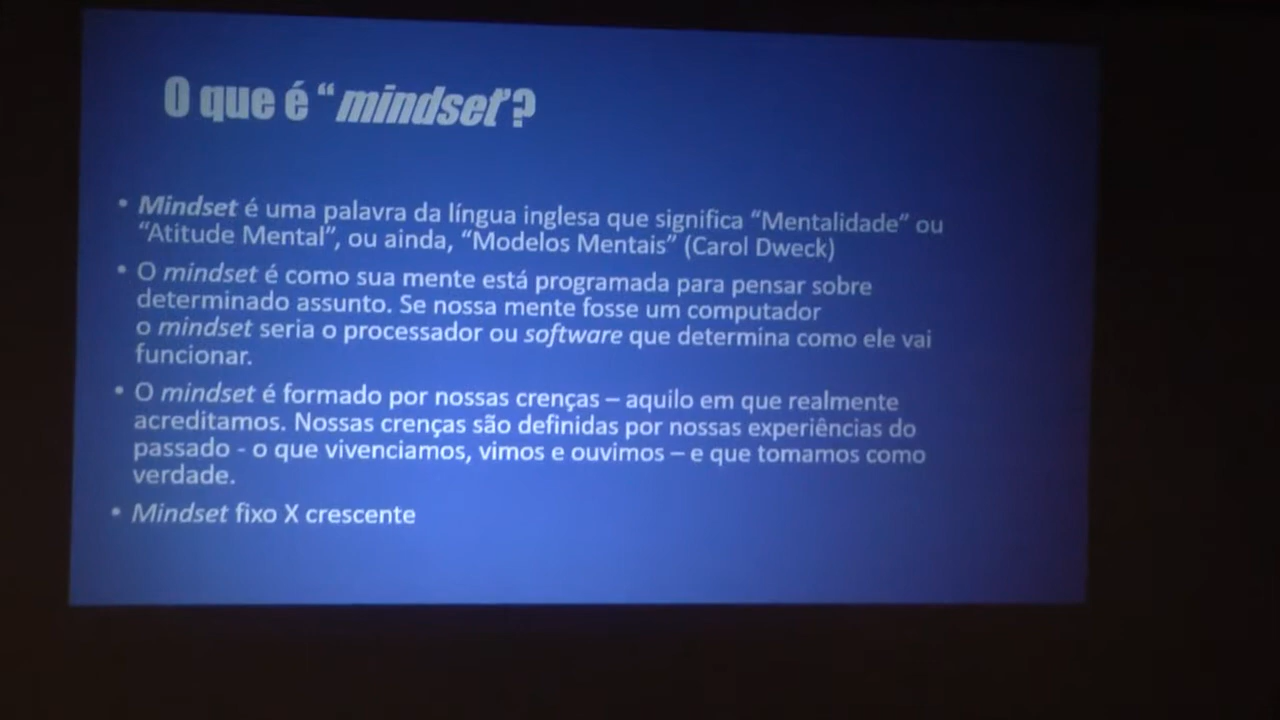 O que é “mindset”?
• Mindset é uma palavra da língua inglesa que significa “Mentalidade” ou
“Atitude Mental”, ou ainda, “Modelos Mentais” (Carol Dweck)
• O mindset é como sua mente está programada para pensar sobre
determinado assunto. Se nossa mente fosse um computador
o mindset seria o processador ou software que determina como ele vai
funcionar.
• O mindset é formado por nossas crenças – aquilo em que realmente
acreditamos. Nossas crenças são definidas por nossas experiências do
passado - o que vivenciamos, vimos e ouvimos – e que tomamos como
verdade.
• Mindset fixo X crescente